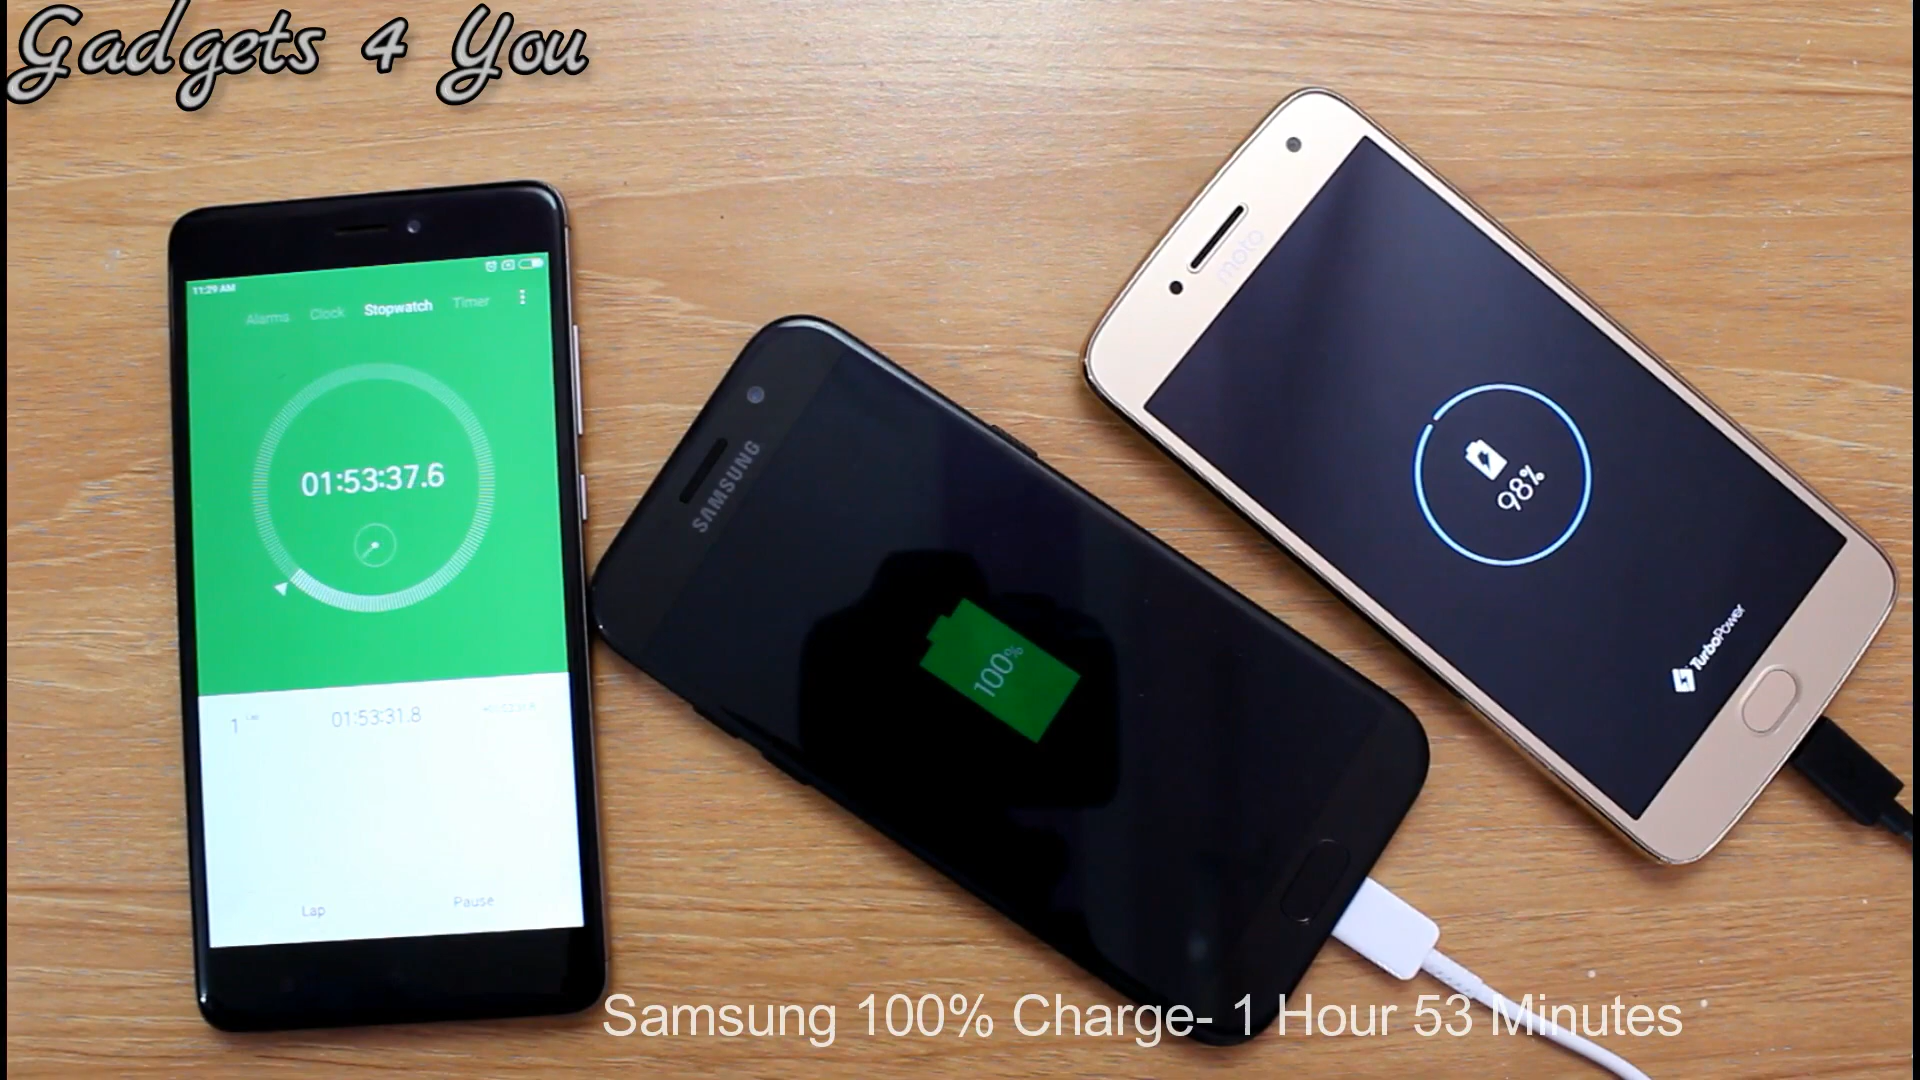 Gadgets 4 You
11:29 AM
Alarms Clock Stopwatch Timer
01:53:37.6
1 Lap 01:53:31.8
Lap Pause
SAMSUNG
100%
moto
98%
TurboPower
Samsung 100% Charge- 1 Hour 53 Minutes